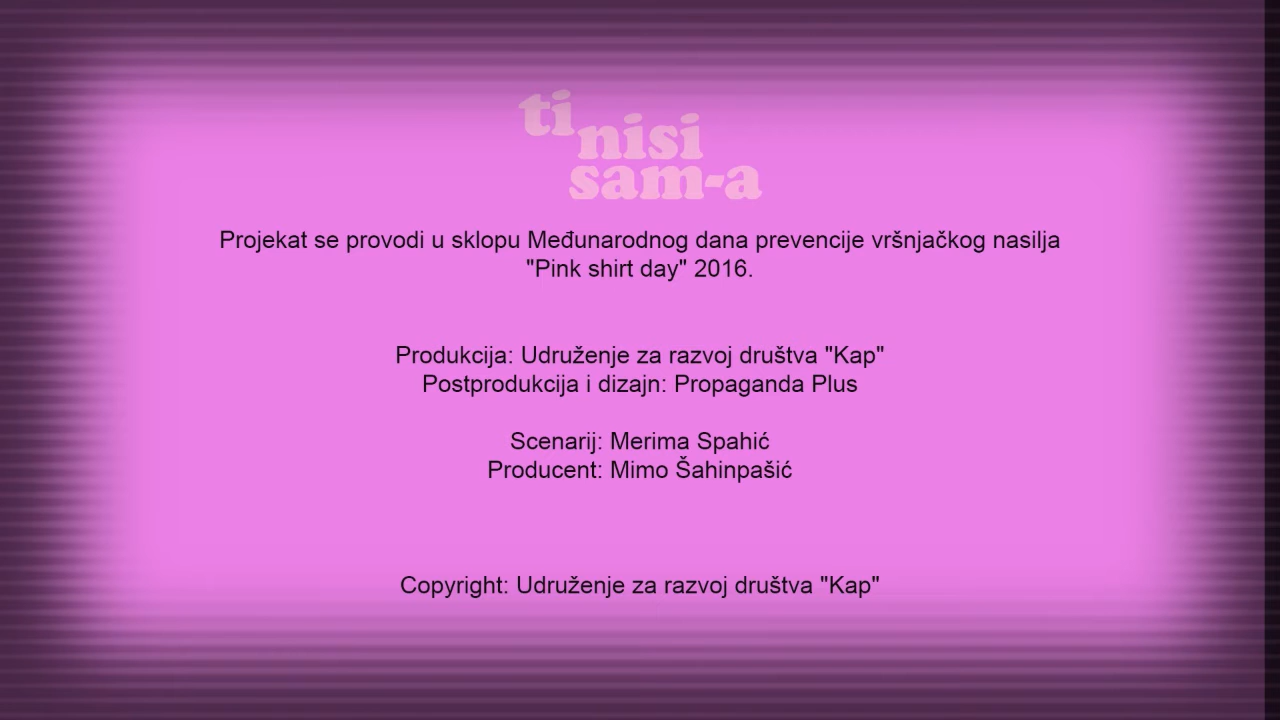 ti
nisi
sam-a
Projekat se provodi u sklopu Međunarodnog dana prevencije vršnjačkog nasilja
"Pink shirt day" 2016.
Produkcija: Udruženje za razvoj društva "Kap"
Postprodukcija i dizajn: Propaganda Plus
Scenarij: Merima Spahić
Producent: Mimo Šahinpašić
Copyright: Udruženje za razvoj društva "Kap"